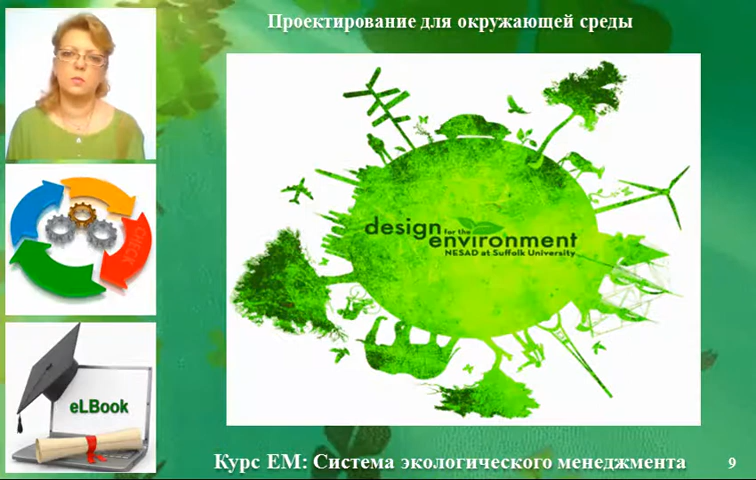 Проектирование для окружающей среды
design for the
environment
NESAD at Suffolk University
CHECK
eLBook
Курс ЕМ: Система экологического менеджмента
9